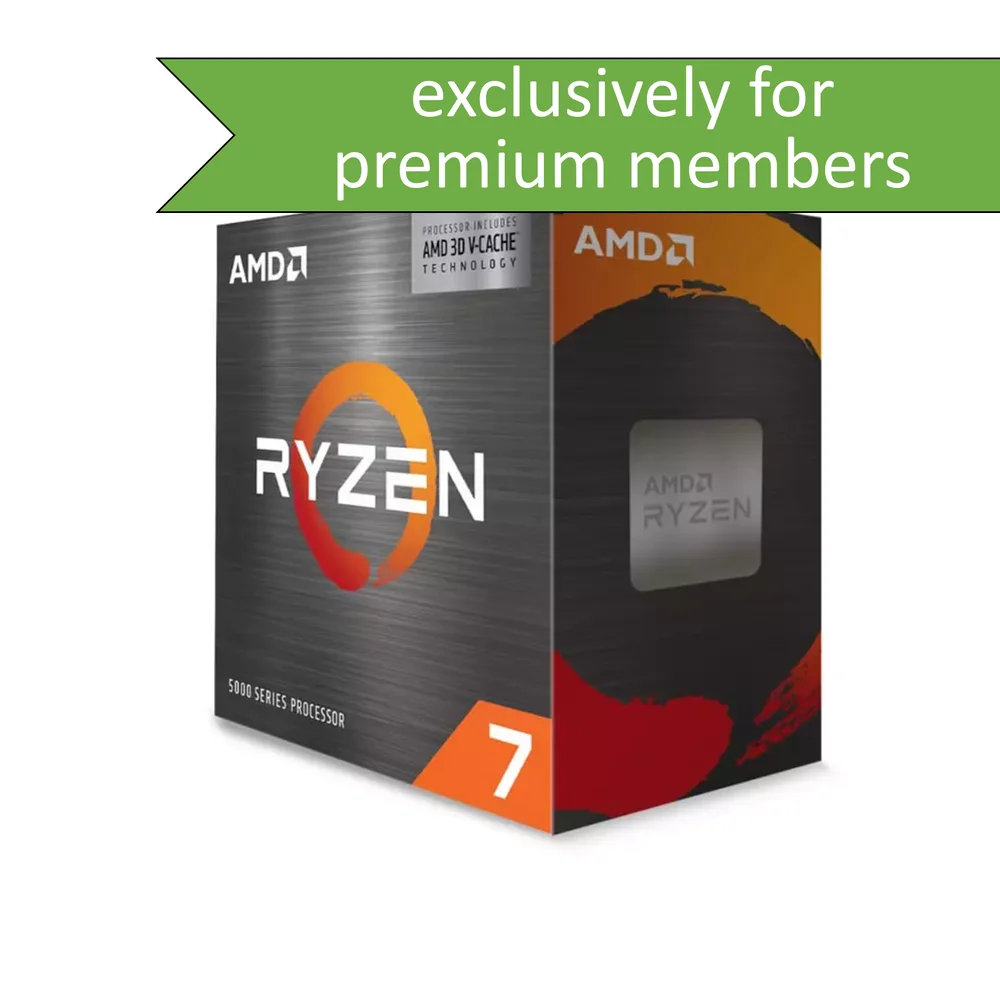 exclusively for
premium members
PROCESSOR INCLUDES
AMD 3D V-CACHE
TECHNOLOGY
AMD
AMD
RYZEN
AMD
RYZEN
5000 SERIES PROCESSOR
7